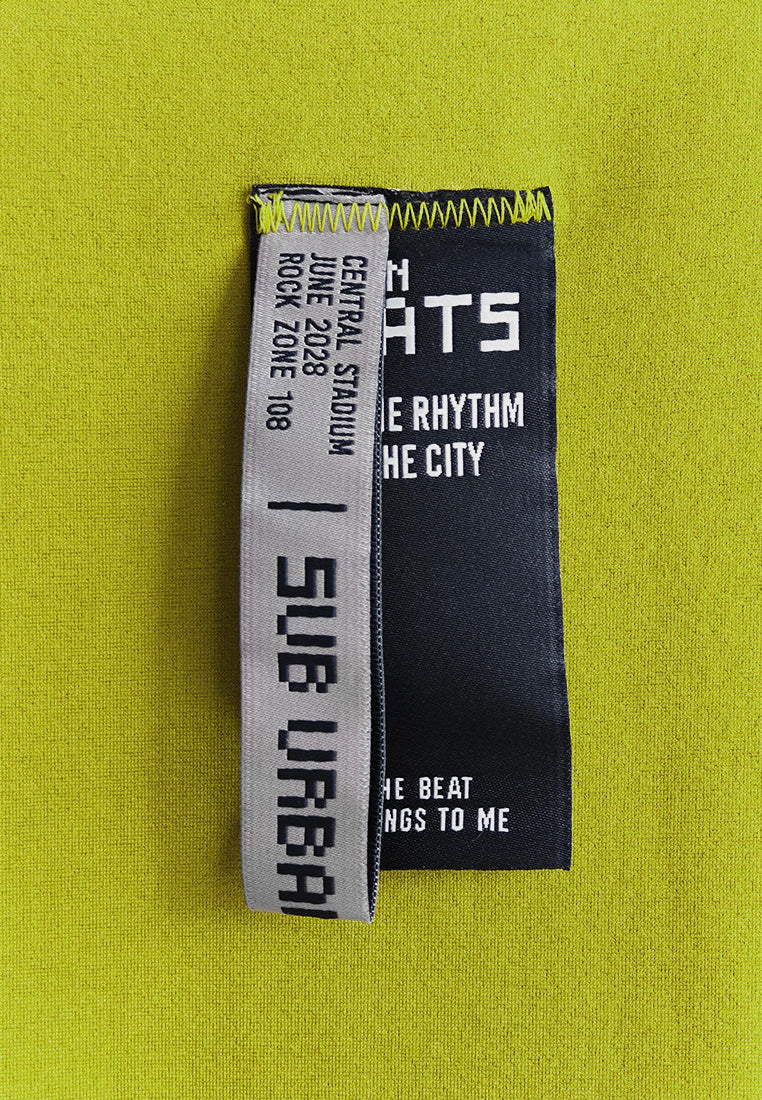 CENTRAL STADIUM
JUNE 2028
ROCK ZONE 108
| SUB URBA
N
ATS
E RHYTHM
HE CITY
HE BEAT
NGS TO ME